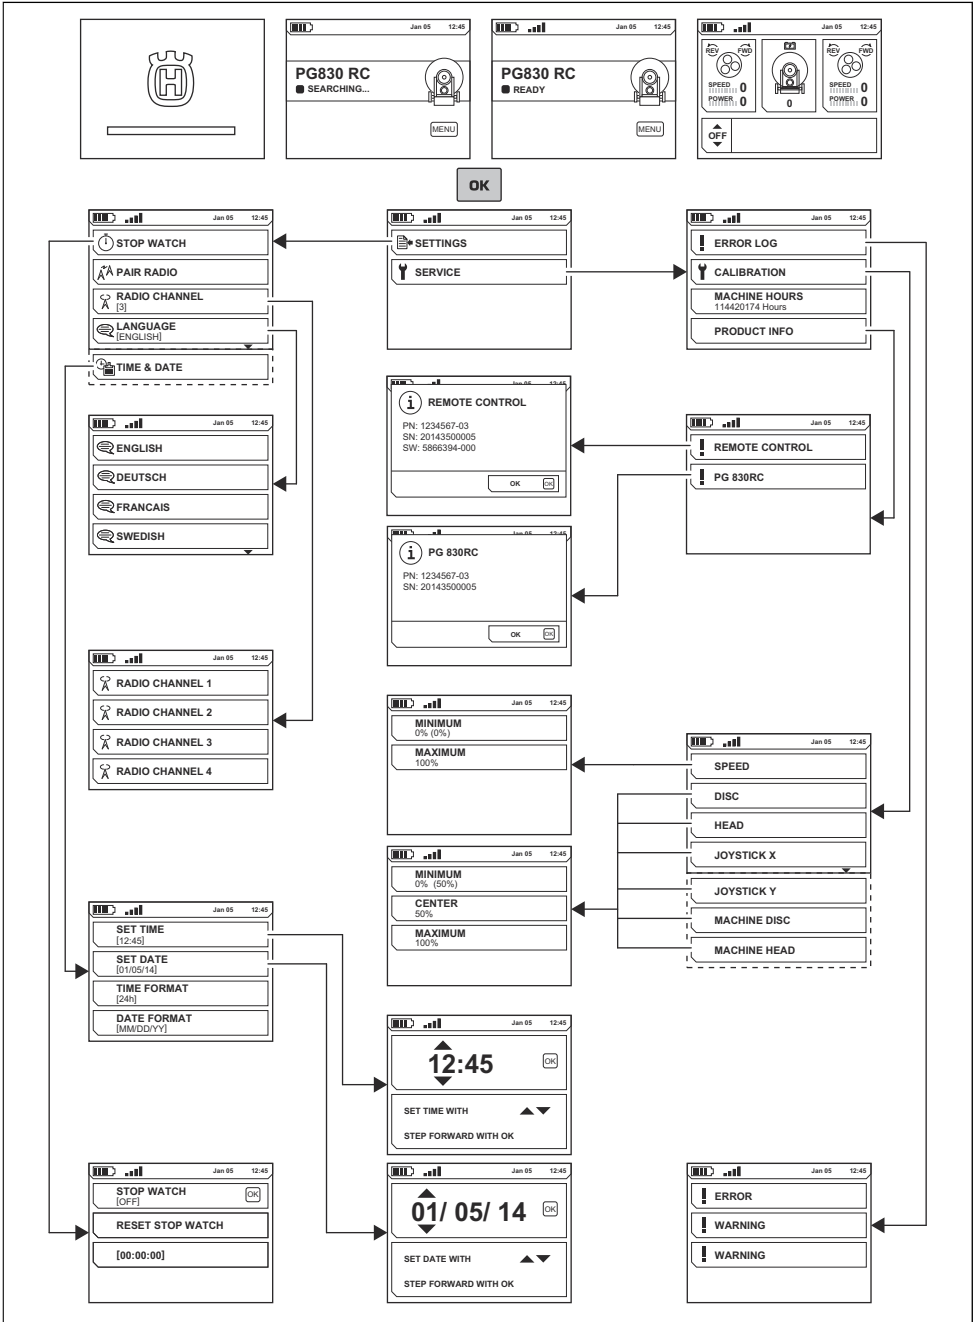 H
Jan 05 12:45
PG830 RC
SEARCHING...
MENU
Jan 05 12:45
PG830 RC
READY
MENU
Jan 05 12:45
REV FWD
SPEED 0
POWER 0
0
REV FWD
SPEED 0
POWER 0
OFF
OK
Jan 05 12:45
STOP WATCH
PAIR RADIO
RADIO CHANNEL
[3]
LANGUAGE
[ENGLISH]
TIME & DATE
Jan 05 12:45
SETTINGS
SERVICE
Jan 05 12:45
ERROR LOG
CALIBRATION
MACHINE HOURS
114420174 Hours
PRODUCT INFO
Jan 05 12:45
ENGLISH
DEUTSCH
FRANCAIS
SWEDISH
Jan 05 12:45
i REMOTE CONTROL
PN: 1234567-03
SN: 20143500005
SW: 5866394-000
OK OK
Jan 05 12:45
REMOTE CONTROL
PG 830RC
Jan 05 12:45
i PG 830RC
PN: 1234567-03
SN: 20143500005
OK OK
Jan 05 12:45
RADIO CHANNEL 1
RADIO CHANNEL 2
RADIO CHANNEL 3
RADIO CHANNEL 4
Jan 05 12:45
MINIMUM
0% (0%)
MAXIMUM
100%
Jan 05 12:45
SPEED
DISC
HEAD
JOYSTICK X
JOYSTICK Y
MACHINE DISC
MACHINE HEAD
Jan 05 12:45
MINIMUM
0% (50%)
CENTER
50%
MAXIMUM
100%
Jan 05 12:45
SET TIME
[12:45]
SET DATE
[01/05/14]
TIME FORMAT
[24h]
DATE FORMAT
[MM/DD/YY]
Jan 05 12:45
12:45 OK
SET TIME WITH
STEP FORWARD WITH OK
Jan 05 12:45
STOP WATCH
[OFF]
OK
RESET STOP WATCH
[00:00:00]
Jan 05 12:45
01/ 05/ 14 OK
SET DATE WITH
STEP FORWARD WITH OK
Jan 05 12:45
ERROR
WARNING
WARNING